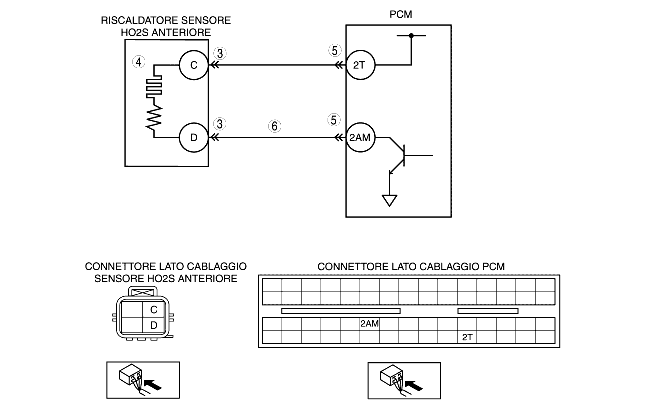 RISCALDATORE SENSORE
HO2S ANTERIORE
PCM
4
C
3
5
2T
D
3
6
5
2AM
CONNETTORE LATO CABLAGGIO
SENSORE HO2S ANTERIORE
C
D
CONNETTORE LATO CABLAGGIO PCM
2AM
2T